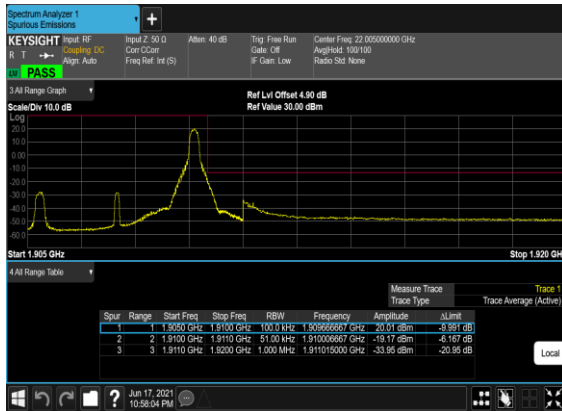 Spectrum Analyzer 1
Spurious Emissions
KEYSIGHT Input: RF Input Z: 50 Ω Atten: 40 dB Trig: Free Run Center Freq: 22.005000000 GHz
R T Coupling: DC Corr CCorr Gate: Off Avg|Hold: 100/100
Align: Auto Freq Ref: Int (S) IF Gain: Low Radio Std: None
PASS
3 All Range Graph
Ref Lvl Offset 4.90 dB
Scale/Div 10.0 dB Ref Value 30.00 dBm
Log
20.0
10.0
0.00
-10.0
-20.0
-30.0
-40.0
-50.0
-60.0
Start 1.905 GHz Stop 1.920 GHz
4 All Range Table
Measure Trace Trace 1
Trace Type Trace Average (Active)
Spur Range Start Freq Stop Freq RBW Frequency Amplitude ΔLimit
1 1 1.9050 GHz 1.9100 GHz 100.0 kHz 1.909666667 GHz 20.01 dBm -9.991 dB
2 2 1.9100 GHz 1.9110 GHz 51.00 kHz 1.910006667 GHz -19.17 dBm -6.167 dB
3 3 1.9110 GHz 1.9200 GHz 1.000 MHz 1.911015000 GHz -33.95 dBm -20.95 dB
Local
? Jun 17, 2021
10:58:04 PM